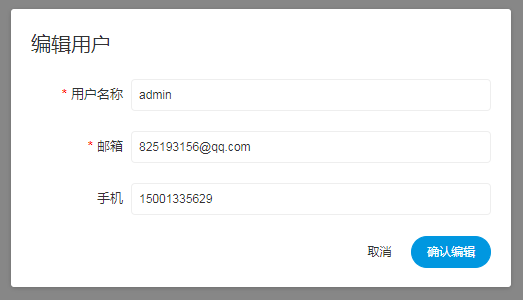 编辑用户
* 用户名称 admin
* 邮箱 825193156@qq.com
手机 15001335629
取消 确认编辑